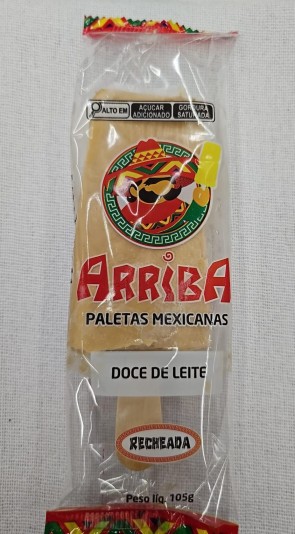 ALTO EM AÇÚCAR ADICIONADO GORDURA SATURADA
ARRIBA
PALETAS MEXICANAS
DOCE DE LEITE
RECHEADA
Peso líq. 105g